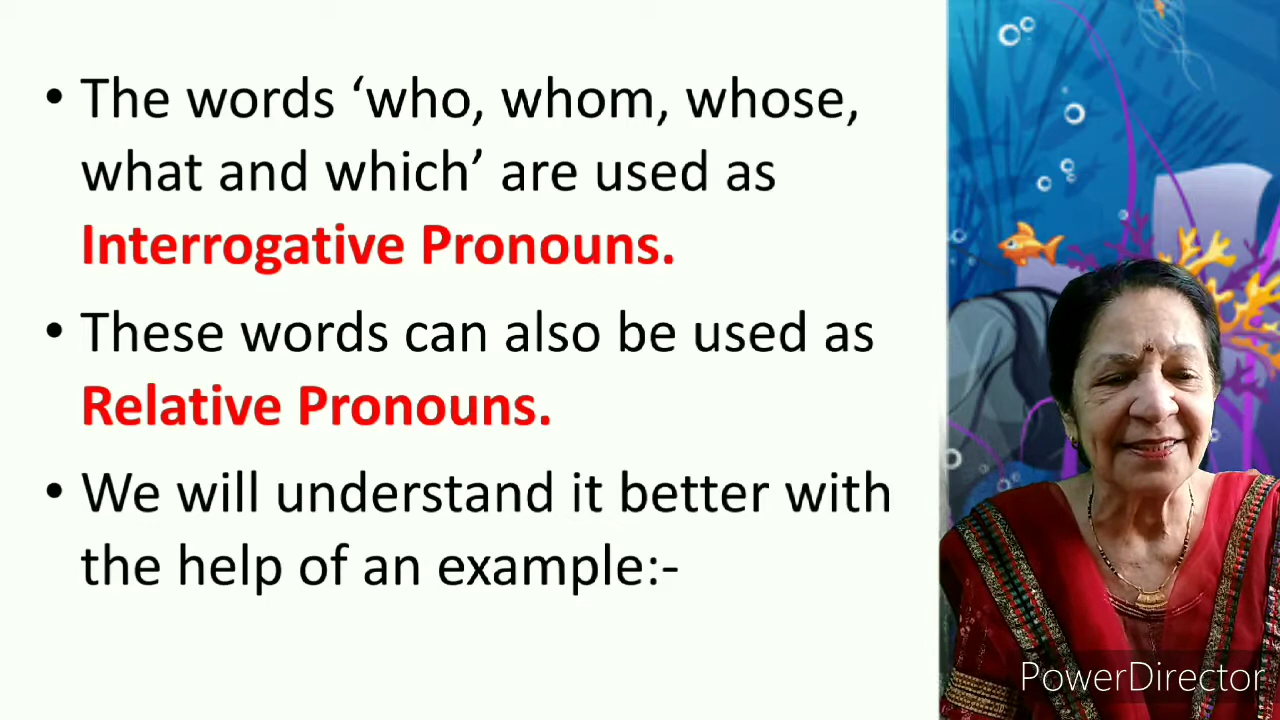 • The words ‘who, whom, whose,
what and which’ are used as
Interrogative Pronouns.
• These words can also be used as
Relative Pronouns.
• We will understand it better with
the help of an example:-
PowerDirector